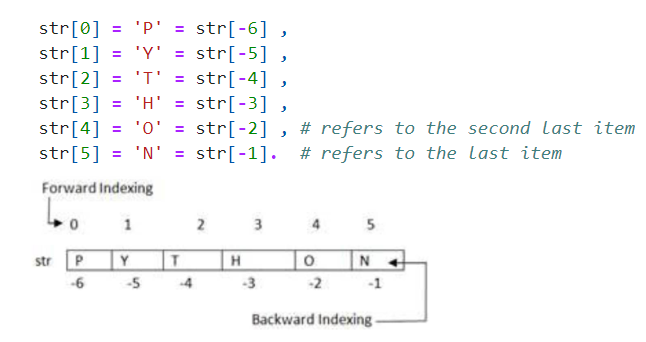 str[0] = 'P' = str[-6] ,
str[1] = 'Y' = str[-5] ,
str[2] = 'T' = str[-4] ,
str[3] = 'H' = str[-3] ,
str[4] = 'O' = str[-2] , # refers to the second last item
str[5] = 'N' = str[-1]. # refers to the last item
Forward Indexing
0 1 2 3 4 5
str P Y T H O N
-6 -5 -4 -3 -2 -1
Backward Indexing